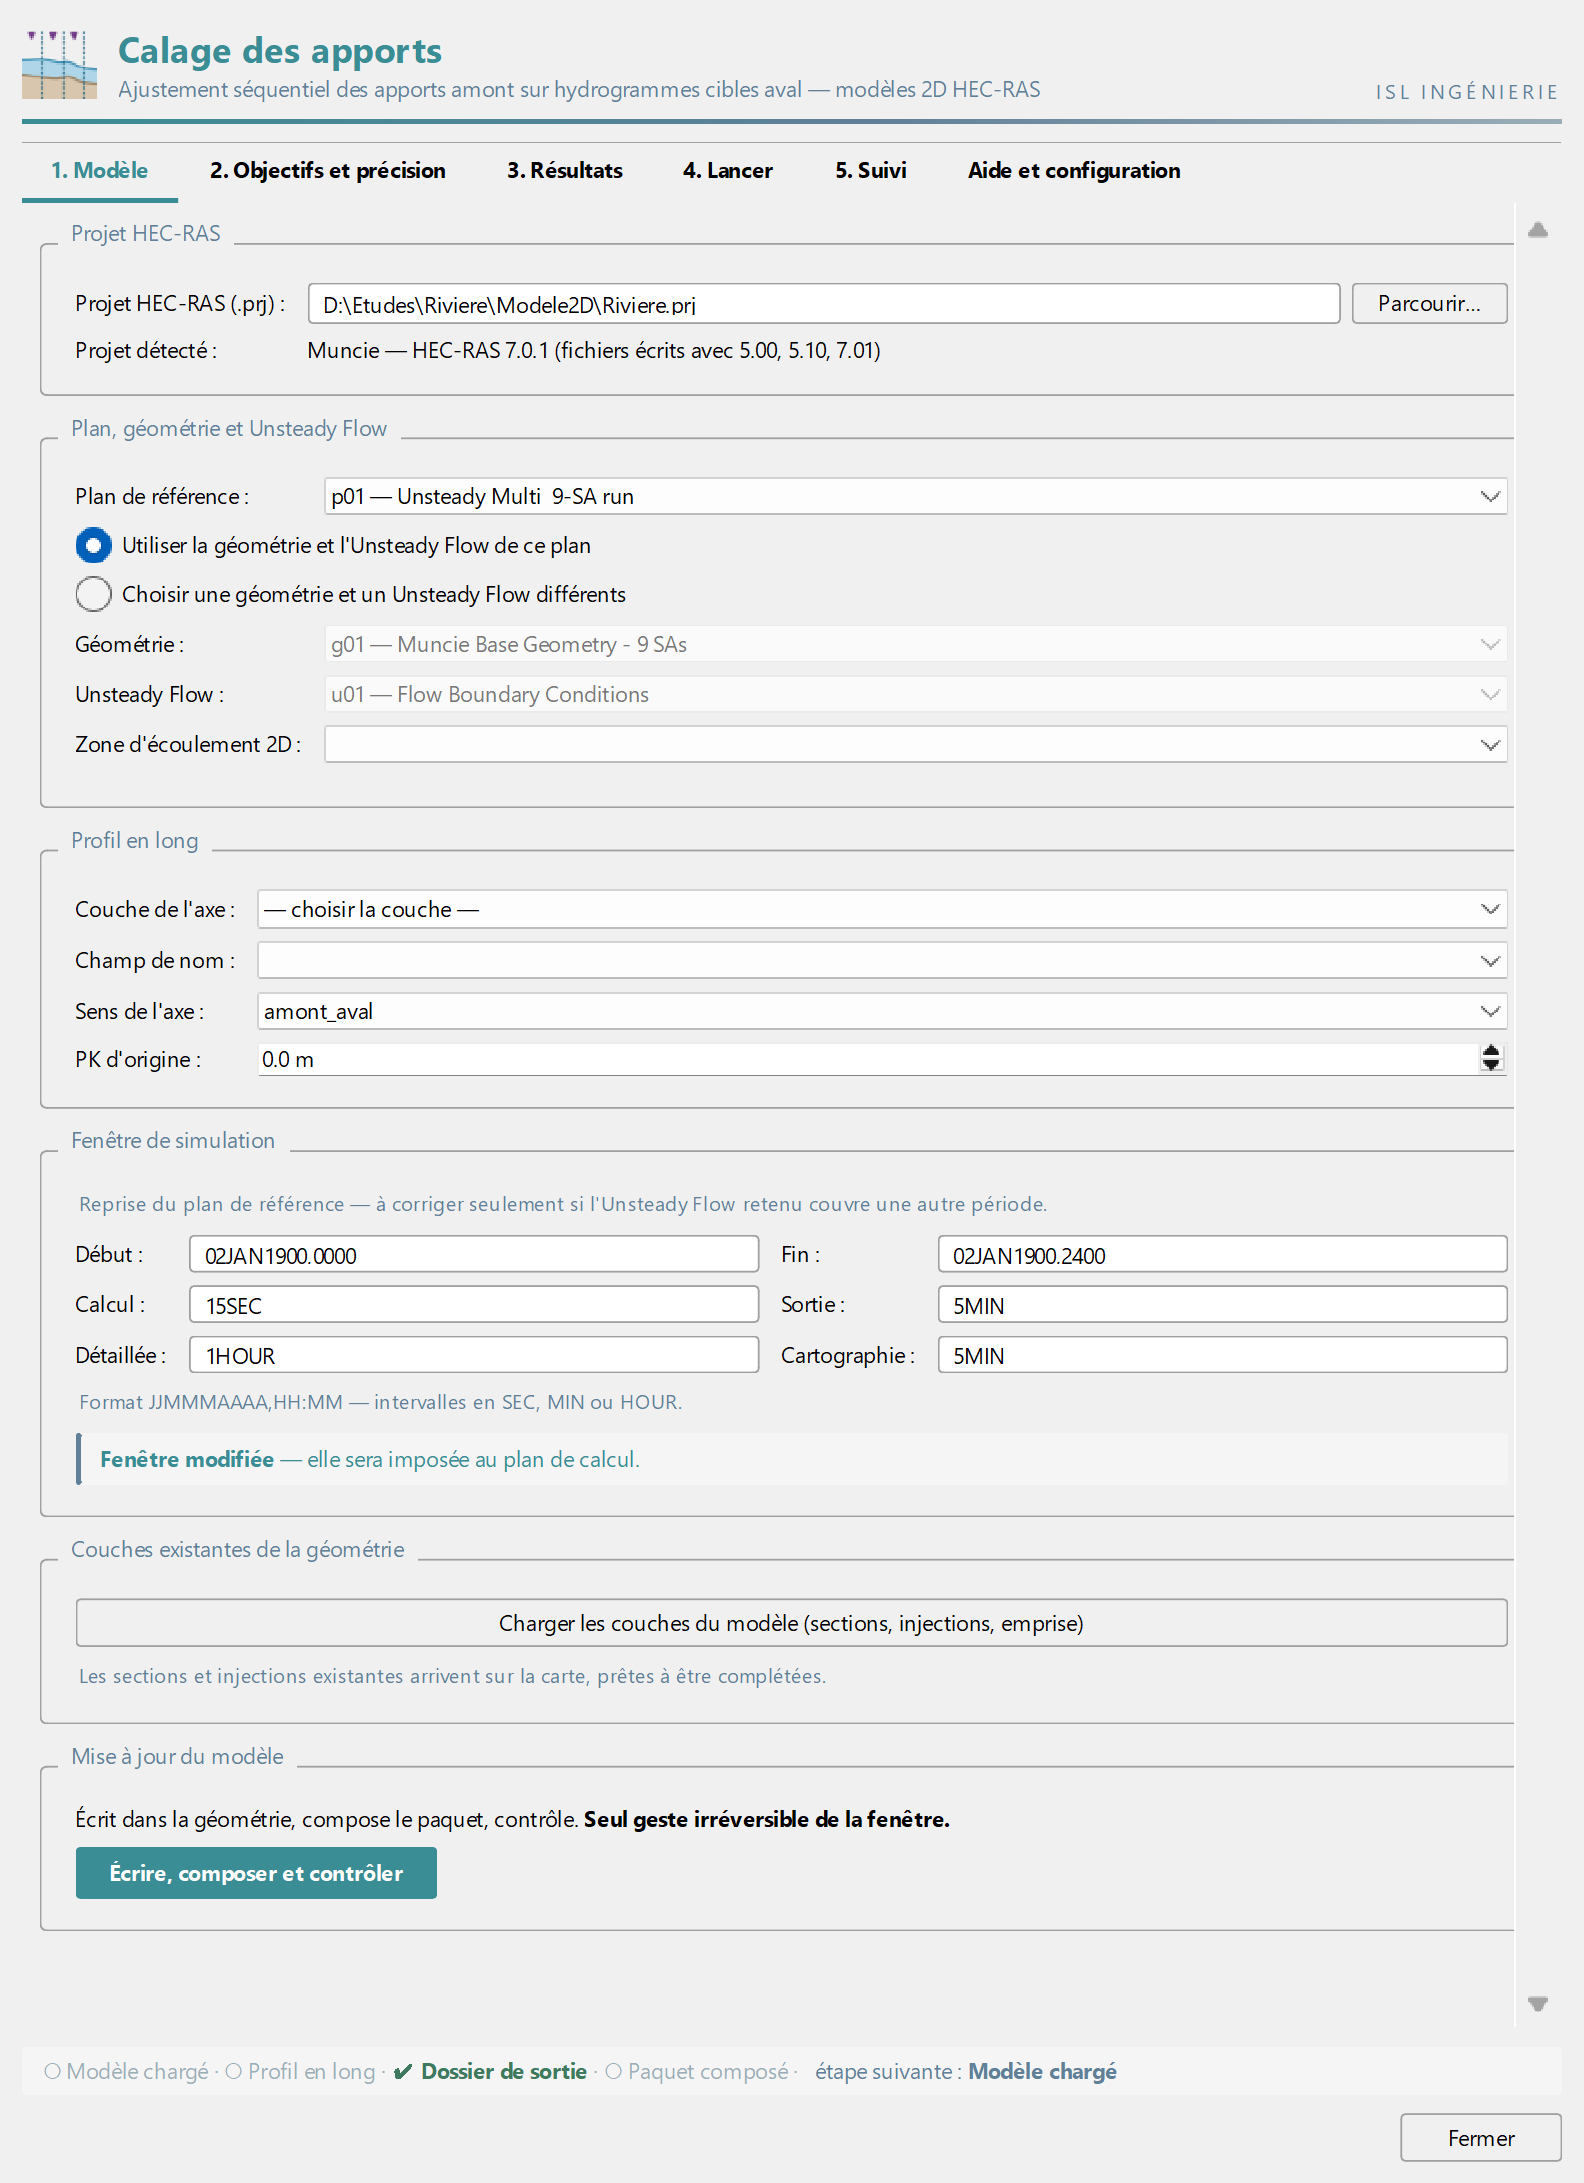 Calage des apports
Ajustement séquentiel des apports amont sur hydrogrammes cibles aval — modèles 2D HEC-RAS
ISL INGÉNIERIE
1. Modèle
2. Objectifs et précision
3. Résultats
4. Lancer
5. Suivi
Aide et configuration
Projet HEC-RAS
Projet HEC-RAS (.prj) :
D:\Etudes\Riviere\Modele2D\Riviere.prj
Parcourir...
Projet détecté :
Muncie — HEC-RAS 7.0.1 (fichiers écrits avec 5.00, 5.10, 7.01)
Plan, géométrie et Unsteady Flow
Plan de référence :
p01 — Unsteady Multi  9-SA run
Utiliser la géométrie et l'Unsteady Flow de ce plan
Choisir une géométrie et un Unsteady Flow différents
Géométrie :
g01 — Muncie Base Geometry - 9 SAs
Unsteady Flow :
u01 — Flow Boundary Conditions
Zone d'écoulement 2D :
Profil en long
Couche de l'axe :
— choisir la couche —
Champ de nom :
Sens de l'axe :
amont_aval
PK d'origine :
0.0 m
Fenêtre de simulation
Reprise du plan de référence — à corriger seulement si l'Unsteady Flow retenu couvre une autre période.
Début :
02JAN1900.0000
Fin :
02JAN1900.2400
Calcul :
15SEC
Sortie :
5MIN
Détaillée :
1HOUR
Cartographie :
5MIN
Format JJMMMAAAA,HH:MM — intervalles en SEC, MIN ou HOUR.
Fenêtre modifiée — elle sera imposée au plan de calcul.
Couches existantes de la géométrie
Charger les couches du modèle (sections, injections, emprise)
Les sections et injections existantes arrivent sur la carte, prêtes à être complétées.
Mise à jour du modèle
Écrit dans la géométrie, compose le paquet, contrôle. Seul geste irréversible de la fenêtre.
Écrire, composer et contrôler
○ Modèle chargé · ○ Profil en long · ✔ Dossier de sortie · ○ Paquet composé · étape suivante : Modèle chargé
Fermer